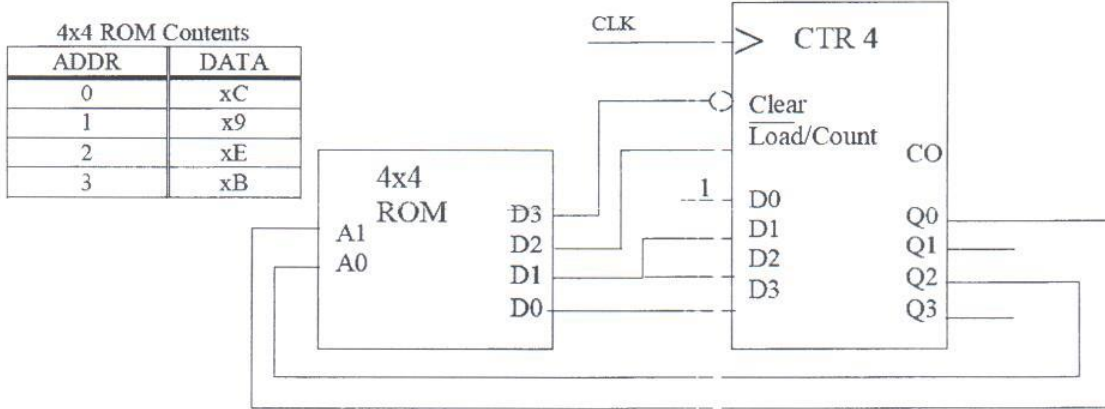 4x4 ROM Contents
ADDR DATA
0 xC
1 x9
2 xE
3 xB
CLK
CTR 4
Clear
Load/Count
CO
1
D0
D1
D2
D3
Q0
Q1
Q2
Q3
4x4
ROM
A1
A0
D3
D2
D1
D0